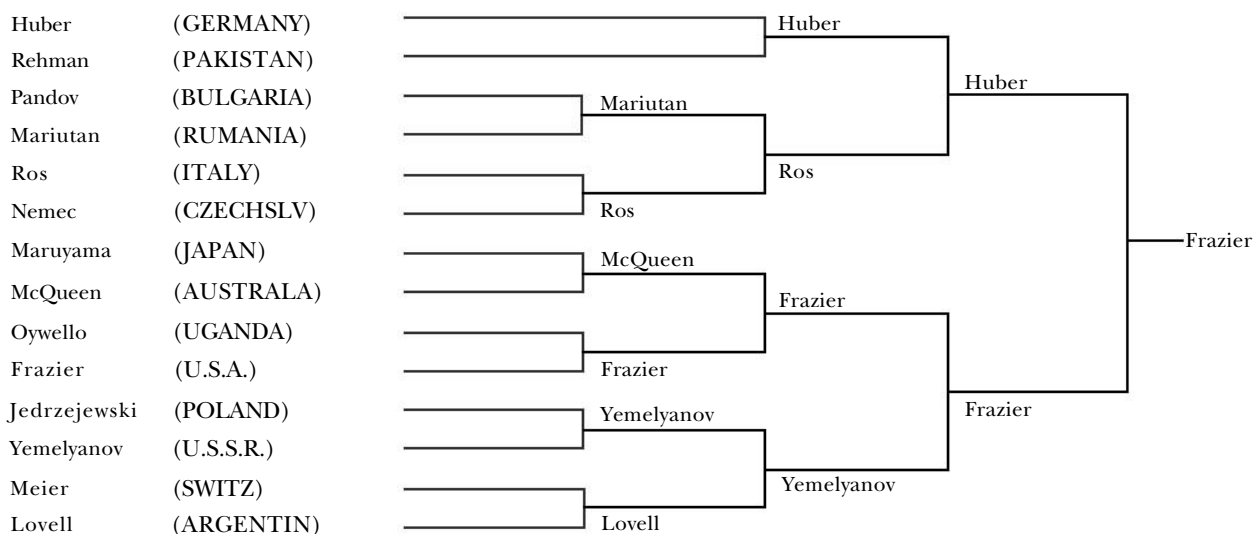 Huber (GERMANY) Huber
Rehman (PAKISTAN)
Huber
Pandov (BULGARIA) Mariutan
Mariutan (RUMANIA)
Ros (ITALY) Ros
Nemec (CZECHSLV) Ros
Maruyama (JAPAN) McQueen
Frazier
McQueen (AUSTRALA) Frazier
Oywello (UGANDA)
Frazier (U.S.A.) Frazier
Jedrzejewski (POLAND) Yemelyanov Frazier
Yemelyanov (U.S.S.R.)
Meier (SWITZ) Yemelyanov
Lovell (ARGENTIN) Lovell